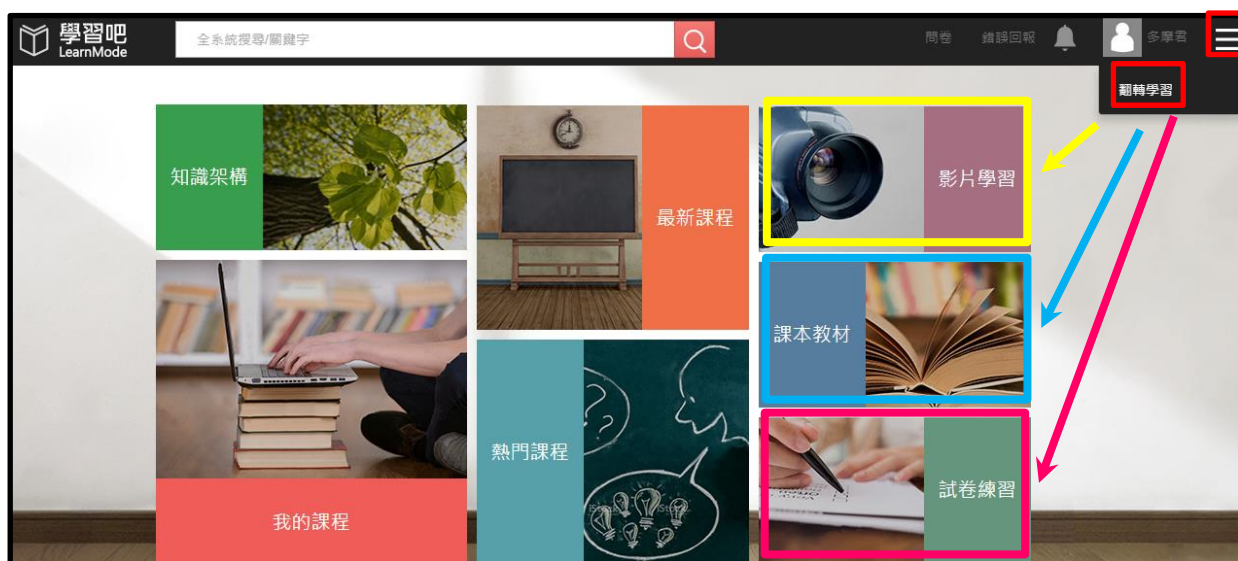 學習吧
LearnMode
全系統搜尋/關鍵字
問卷
錯誤回報
多摩君
翻轉學習
知識架構
最新課程
影片學習
課本教材
熱門課程
試卷練習
我的課程